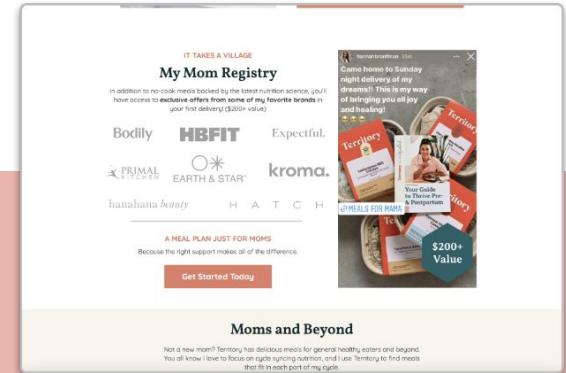 IT TAKES A VILLAGE
My Mom Registry
In addition to no-cook meals backed by the latest nutrition science, you'll
have access to exclusive offers from some of my favorite brands in
your first delivery! ($200+ value)
Bodily
HBFIT
Expectful.
PRIMAL
KITCHEN
EARTH & STAR
kroma.
hanahana beauty
HATCH
A MEAL PLAN JUST FOR MOMS
Because the right support makes all of the difference.
Get Started Today
Came home to Sunday
night delivery of my
dreams!! This is my way
of bringing you all joy
and healing!
Territory
Territory
Territory
Your Guide
to Thrive Pre-
& Postpartum
MEALS FOR MAMA
$200+
Value
Moms and Beyond
Not a new mom? Territory has delicious meals for general healthy eaters and beyond.
You all know I love to focus on cycle syncing nutrition, and I use Territory to find meals
that fit in each part of my cycle.